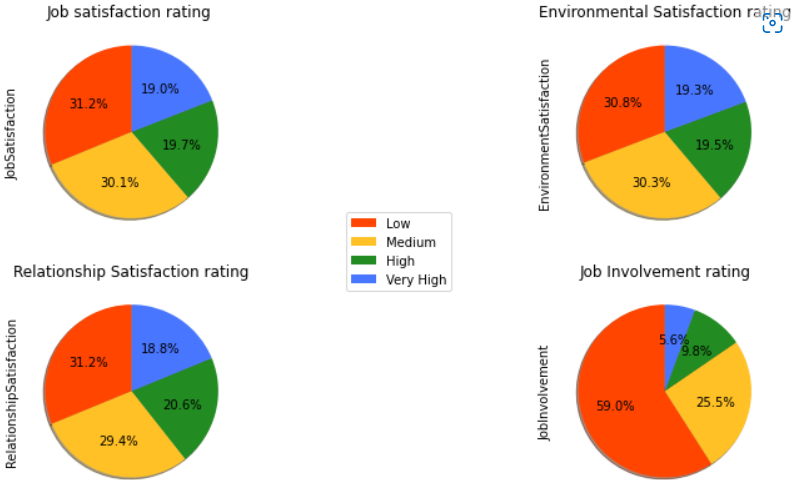 Job satisfaction rating
Environmental Satisfaction rating
JobSatisfaction
31.2%
19.0%
19.7%
30.1%
EnvironmentSatisfaction
30.8%
19.3%
19.5%
30.3%
Low
Medium
High
Very High
Relationship Satisfaction rating
Job Involvement rating
RelationshipSatisfaction
31.2%
18.8%
20.6%
29.4%
JobInvolvement
59.0%
5.6%
9.8%
25.5%